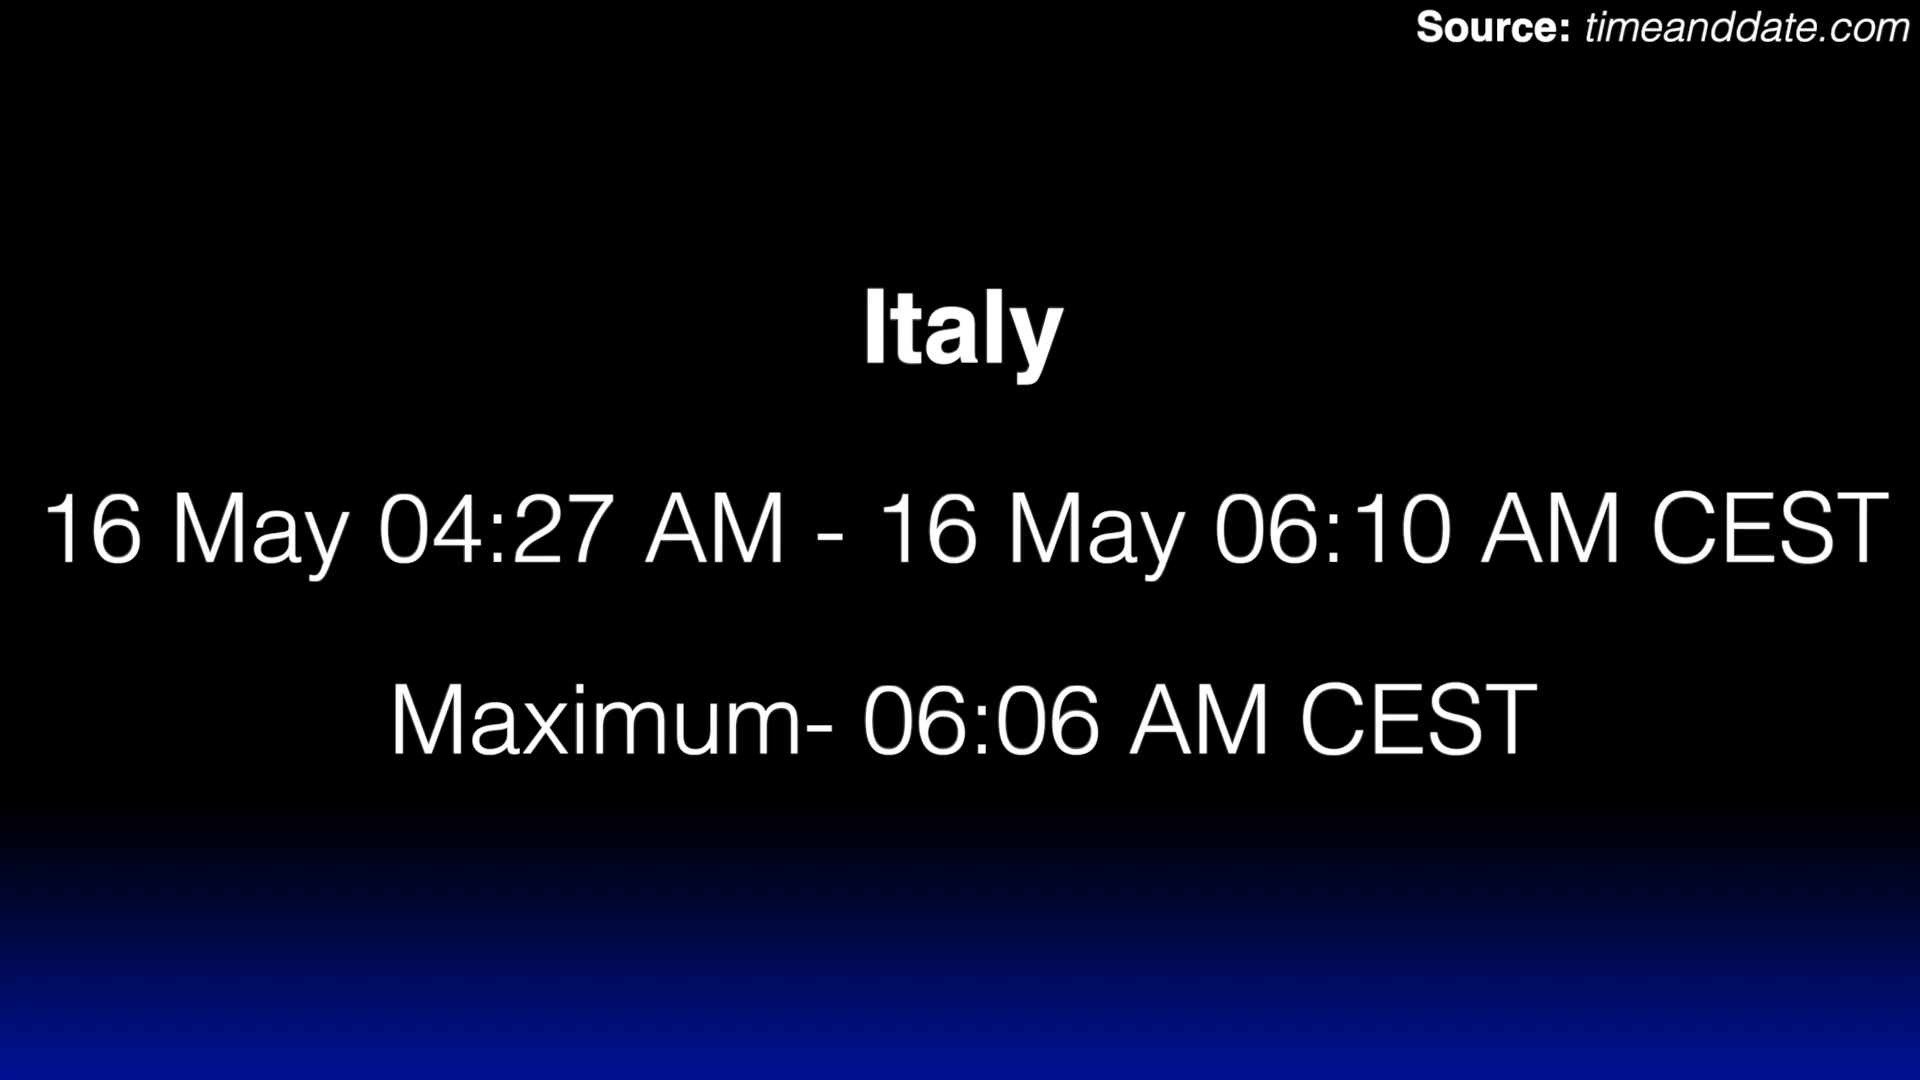 Source: timeanddate.com
Italy
16 May 04:27 AM - 16 May 06:10 AM CEST
Maximum- 06:06 AM CEST